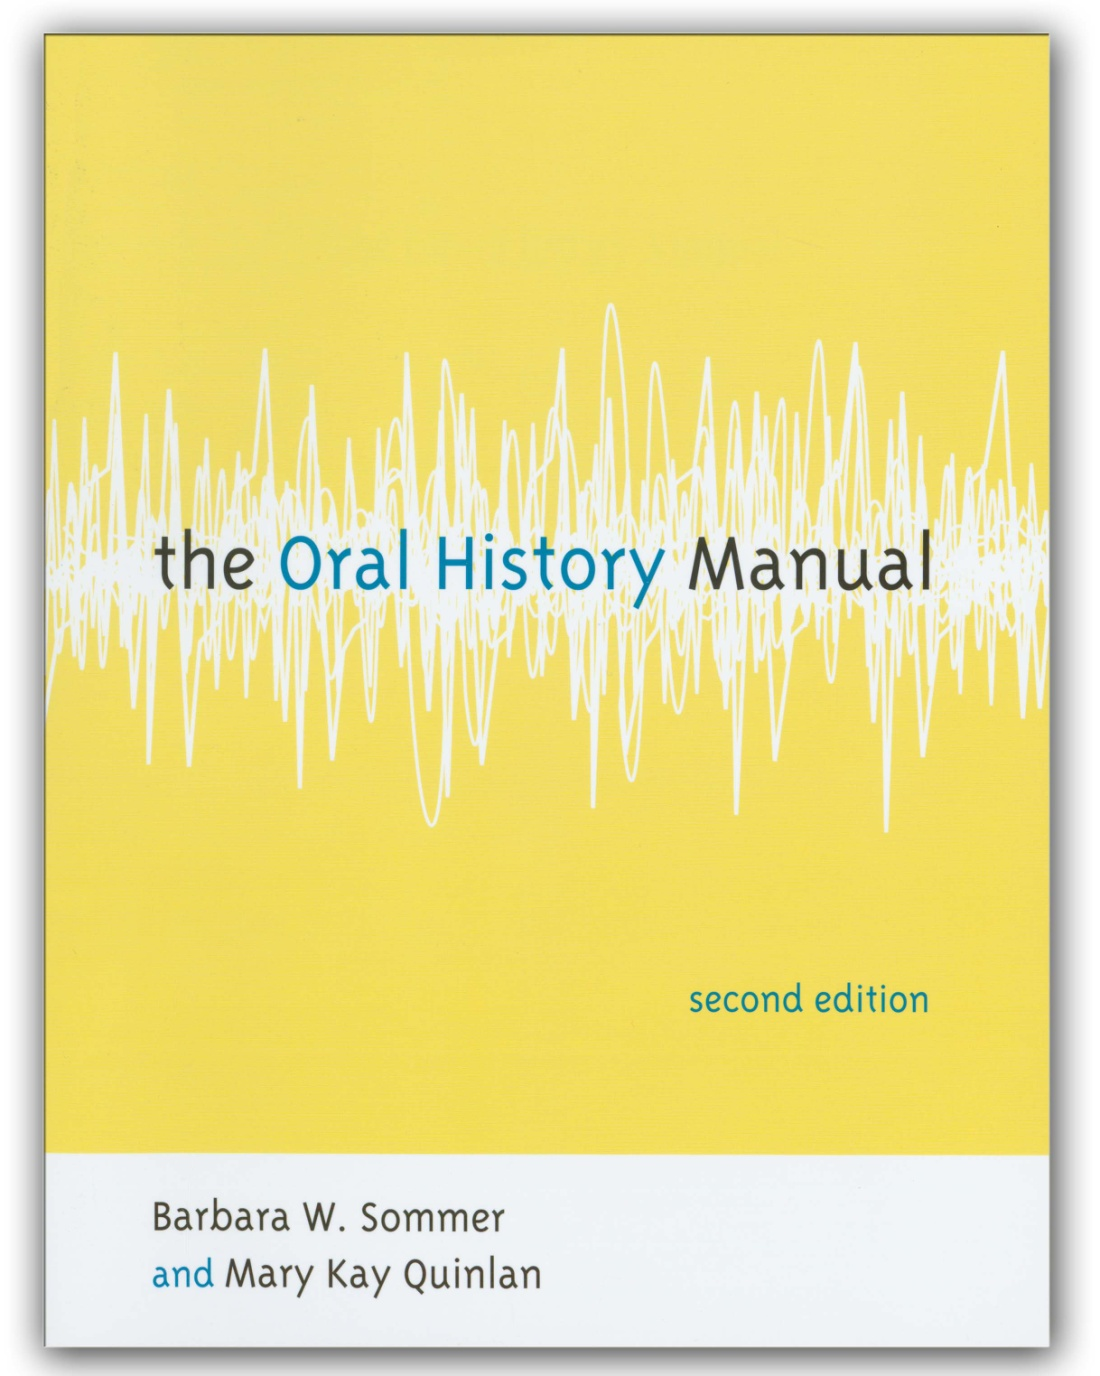 the Oral History Manual
second edition
Barbara W. Sommer
and Mary Kay Quinlan